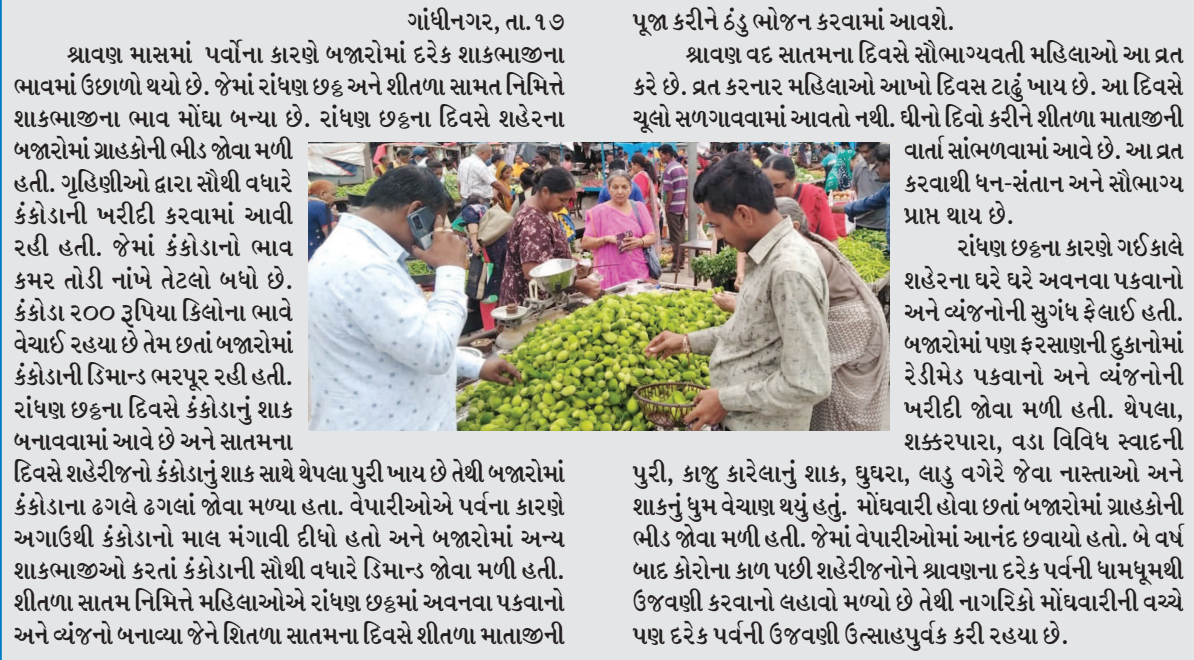 ગાંધીનગર, તા.૧૭
શ્રાવણ માસમાં પર્વોના કારણે બજારોમાં દરેક શાકભાજીના
ભાવમાં ઉછાળો થયો છે. જેમાં રાંધણ છઠ્ઠ અને શીતળા સામત નિમિત્તે
શાકભાજીના ભાવ મોંઘા બન્યા છે. રાંધણ છઠ્ઠના દિવસે શહેરના
બજારોમાં ગ્રાહકોની ભીડ જોવા મળી
હતી. ગૃહિણીઓ દ્વારા સૌથી વધારે
કંકોડાની ખરીદી કરવામાં આવી
રહી હતી. જેમાં કંકોડાનો ભાવ
કમર તોડી નાંખે તેટલો બધો છે.
કંકોડા ૨૦૦ રૂપિયા કિલોના ભાવે
વેચાઈ રહયા છે તેમ છતાં બજારોમાં
કંકોડાની ડિમાન્ડ ભરપૂર રહી હતી.
રાંધણ છઠ્ઠના દિવસે કંકોડાનું શાક
બનાવવામાં આવે છે અને સાતમના
દિવસે શહેરીજનો કંકોડાનું શાક સાથે થેપલા પુરી ખાય છે તેથી બજારોમાં
કંકોડાના ઢગલે ઢગલાં જોવા મળ્યા હતા. વેપારીઓએ પર્વના કારણે
અગાઉથી કંકોડાનો માલ મંગાવી દીધો હતો અને બજારોમાં અન્ય
શાકભાજીઓ કરતાં કંકોડાની સૌથી વધારે ડિમાન્ડ જોવા મળી હતી.
શીતળા સાતમ નિમિત્તે મહિલાઓએ રાંધણ છઠ્ઠમાં અવનવા પકવાનો
અને વ્યંજનો બનાવ્યા જેને શિતળા સાતમના દિવસે શીતળા માતાજીની
પૂજા કરીને ઠંડુ ભોજન કરવામાં આવશે.
શ્રાવણ વદ સાતમના દિવસે સૌભાગ્યવતી મહિલાઓ આ વ્રત
કરે છે. વ્રત કરનાર મહિલાઓ આખો દિવસ ટાઢું ખાય છે. આ દિવસે
ચૂલો સળગાવવામાં આવતો નથી. ઘીનો દિવો કરીને શીતળા માતાજીની
વાર્તા સાંભળવામાં આવે છે. આ વ્રત
કરવાથી ધન-સંતાન અને સૌભાગ્ય
પ્રાપ્ત થાય છે.
રાંધણ છઠ્ઠના કારણે ગઈકાલે
શહેરના ઘરે ઘરે અવનવા પકવાનો
અને વ્યંજનોની સુગંધ ફેલાઈ હતી.
બજારોમાં પણ ફરસાણની દુકાનોમાં
રેડીમેડ પકવાનો અને વ્યંજનોની
ખરીદી જોવા મળી હતી. થેપલા,
શક્કરપારા, વડા વિવિધ સ્વાદની
પુરી, કાજુ કારેલાનું શાક, ઘુઘરા, લાડુ વગેરે જેવા નાસ્તાઓ અને
શાકનું ધુમ વેચાણ થયું હતું. મોંઘવારી હોવા છતાં બજારોમાં ગ્રાહકોની
ભીડ જોવા મળી હતી. જેમાં વેપારીઓમાં આનંદ છવાયો હતો. બે વર્ષ
બાદ કોરોના કાળ પછી શહેરીજનોને શ્રાવણના દરેક પર્વની ધામધૂમથી
ઉજવણી કરવાનો લહાવો મળ્યો છે તેથી નાગરિકો મોંઘવારીની વચ્ચે
પણ દરેક પર્વની ઉજવણી ઉત્સાહપુર્વક કરી રહયા છે.